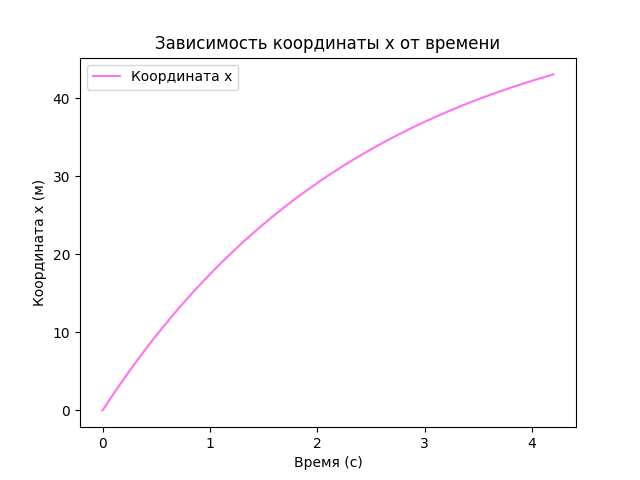 Зависимость координаты x от времени
Координата x
Координата x (м)
40
30
20
10
0
0 1 2 3 4
Время (с)